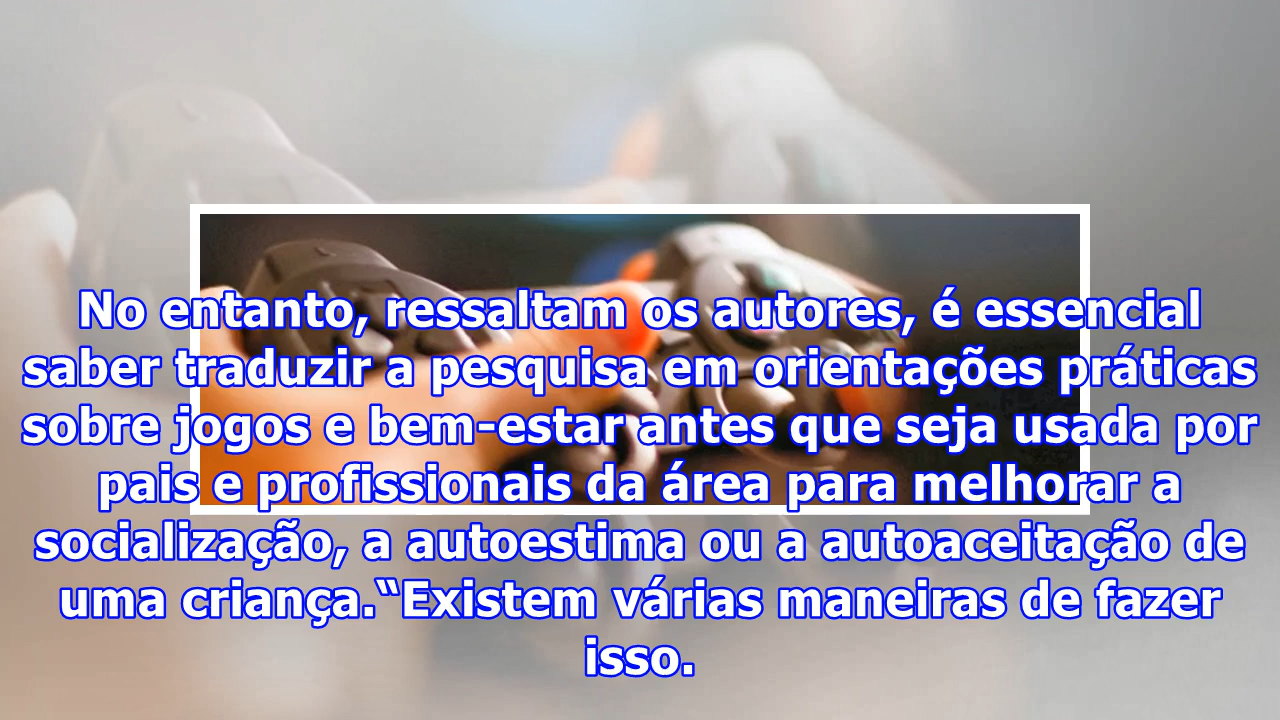 No entanto, ressaltam os autores, é essencial
saber traduzir a pesquisa em orientações práticas
sobre jogos e bem-estar antes que seja usada por
pais e profissionais da área para melhorar a
socialização, a autoestima ou a autoaceitação de
uma criança.“Existem várias maneiras de fazer
isso.